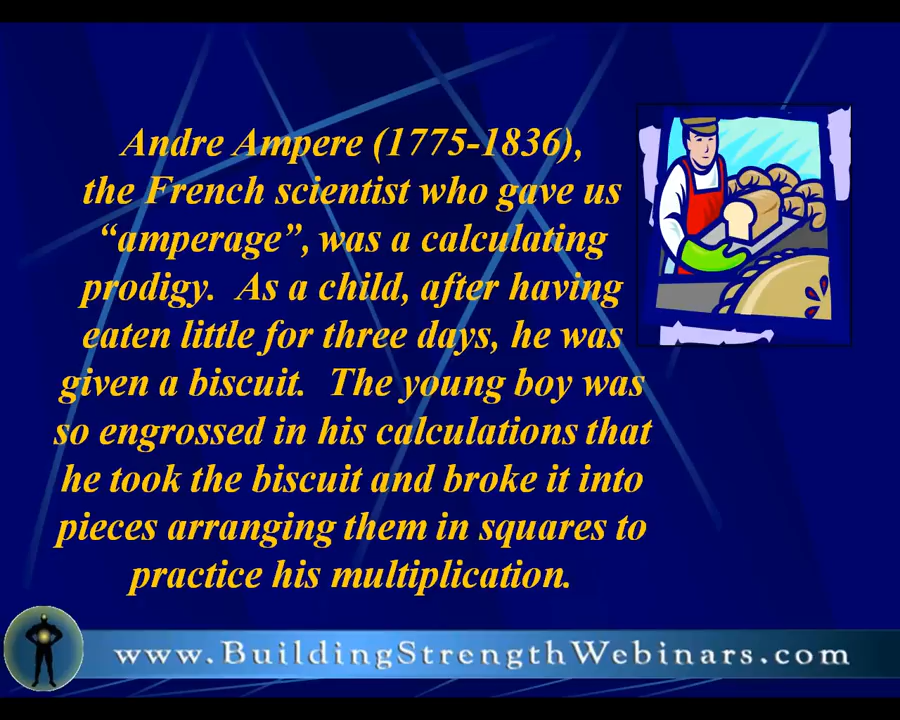 Andre Ampere (1775-1836),
the French scientist who gave us
“amperage”, was a calculating
prodigy.  As a child, after having
eaten little for three days, he was
given a biscuit.  The young boy was
so engrossed in his calculations that
he took the biscuit and broke it into
pieces arranging them in squares to
practice his multiplication.
www.BuildingStrengthWebinars.com